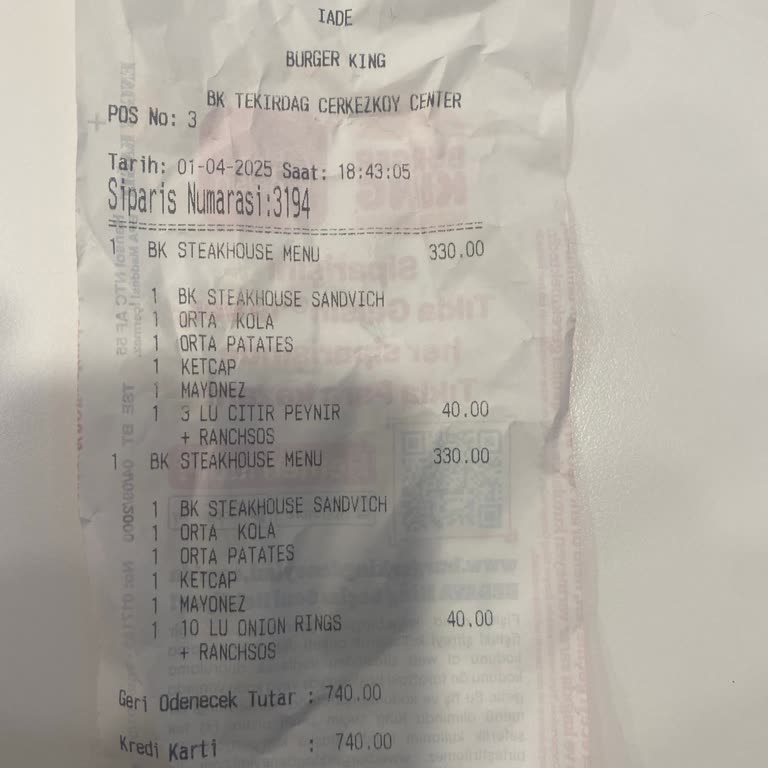 IADE
BURGER KING
BK TEKIRDAG CERKEZKOY CENTER
POS No: 3
Tarih: 01-04-2025 Saat: 18:43:05
Siparis Numarasi:3194
1 BK STEAKHOUSE MENU 330.00
1 BK STEAKHOUSE SANDVICH
1 ORTA KOLA
1 ORTA PATATES
1 KETCAP
1 MAYONEZ
1 3 LU CITIR PEYNIR 40.00
+ RANCHSOS
1 BK STEAKHOUSE MENU 330.00
1 BK STEAKHOUSE SANDVICH
1 ORTA KOLA
1 ORTA PATATES
1 KETCAP
1 MAYONEZ
1 10 LU ONION RINGS 40.00
+ RANCHSOS
Geri Odenecek Tutar : 740.00
Kredi Karti : 740.00